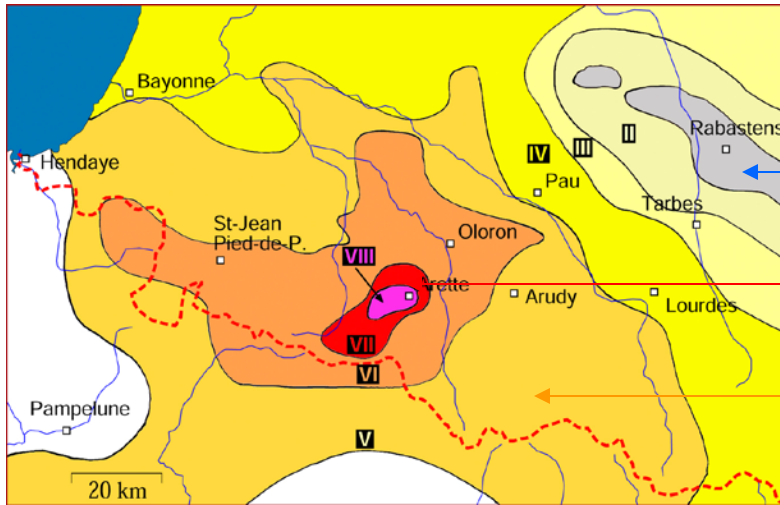 Bayonne
Hendaye
IV
III
II
Rabastens
Pau
Tarbes
St-Jean
Pied-de-P.
VIII
Oloron
Arette
Arudy
Lourdes
VII
VI
Pampelune
V
20 km